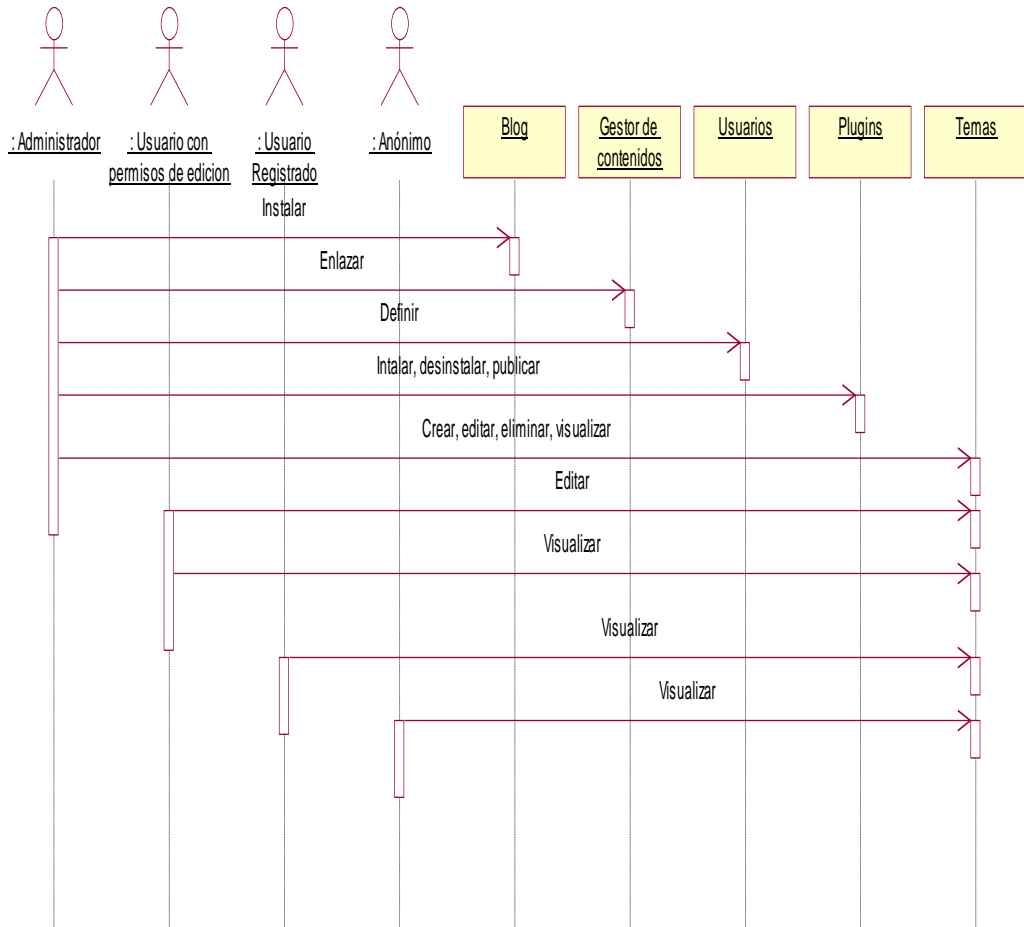 : Administrador
: Usuario con
permisos de edicion
: Usuario
Registrado
: Anónimo
Blog
Gestor de
contenidos
Usuarios
Plugins
Temas
Instalar
Enlazar
Definir
Intalar, desinstalar, publicar
Crear, editar, eliminar, visualizar
Editar
Visualizar
Visualizar
Visualizar